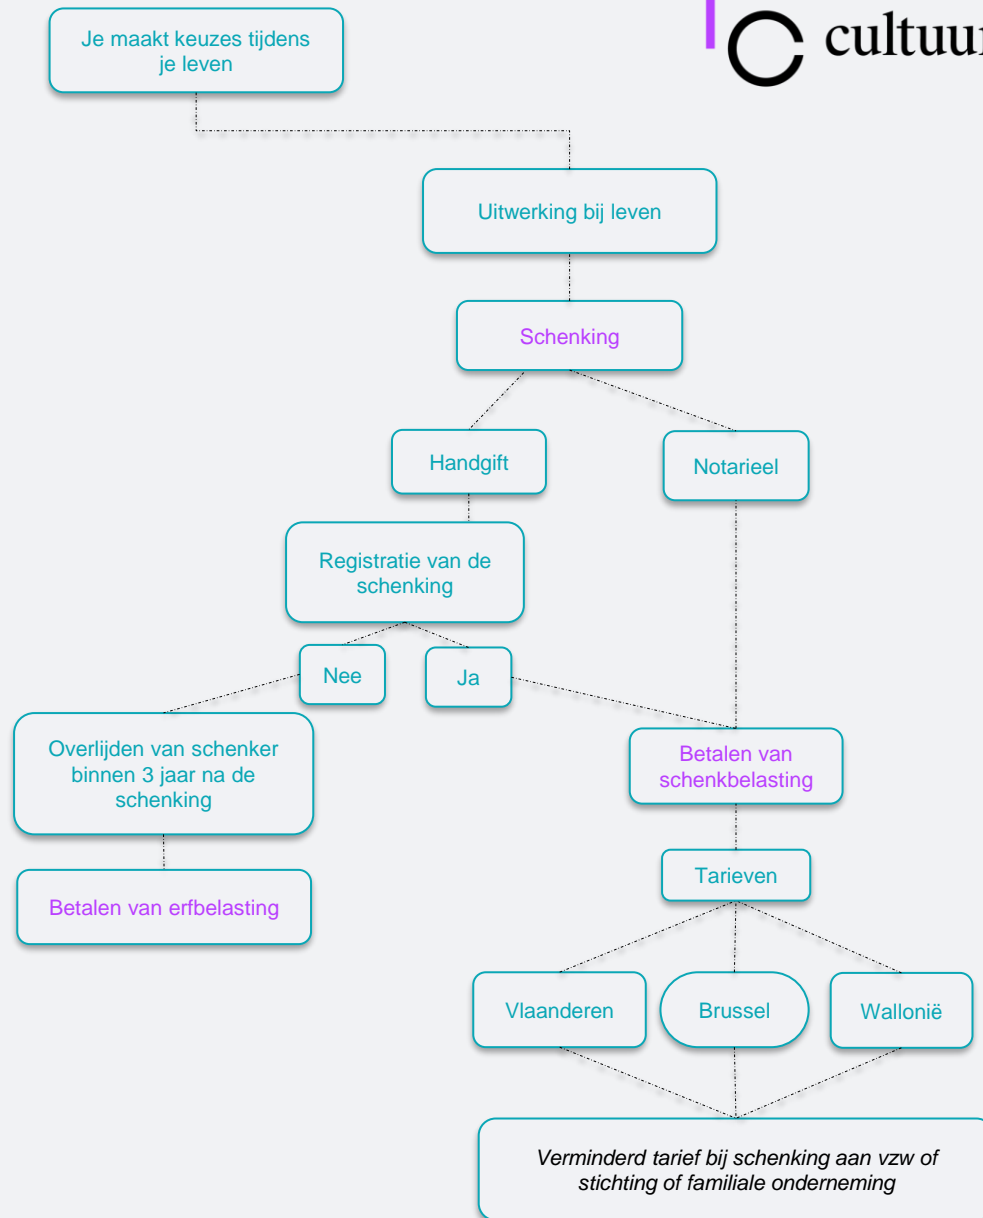 cultuur
Je maakt keuzes tijdens
je leven
Uitwerking bij leven
Schenking
Handgift
Notarieel
Registratie van de
schenking
Nee
Ja
Overlijden van schenker
binnen 3 jaar na de
schenking
Betalen van
schenkbelasting
Betalen van erfbelasting
Tarieven
Vlaanderen
Brussel
Wallonië
Verminderd tarief bij schenking aan vzw of
stichting of familiale onderneming